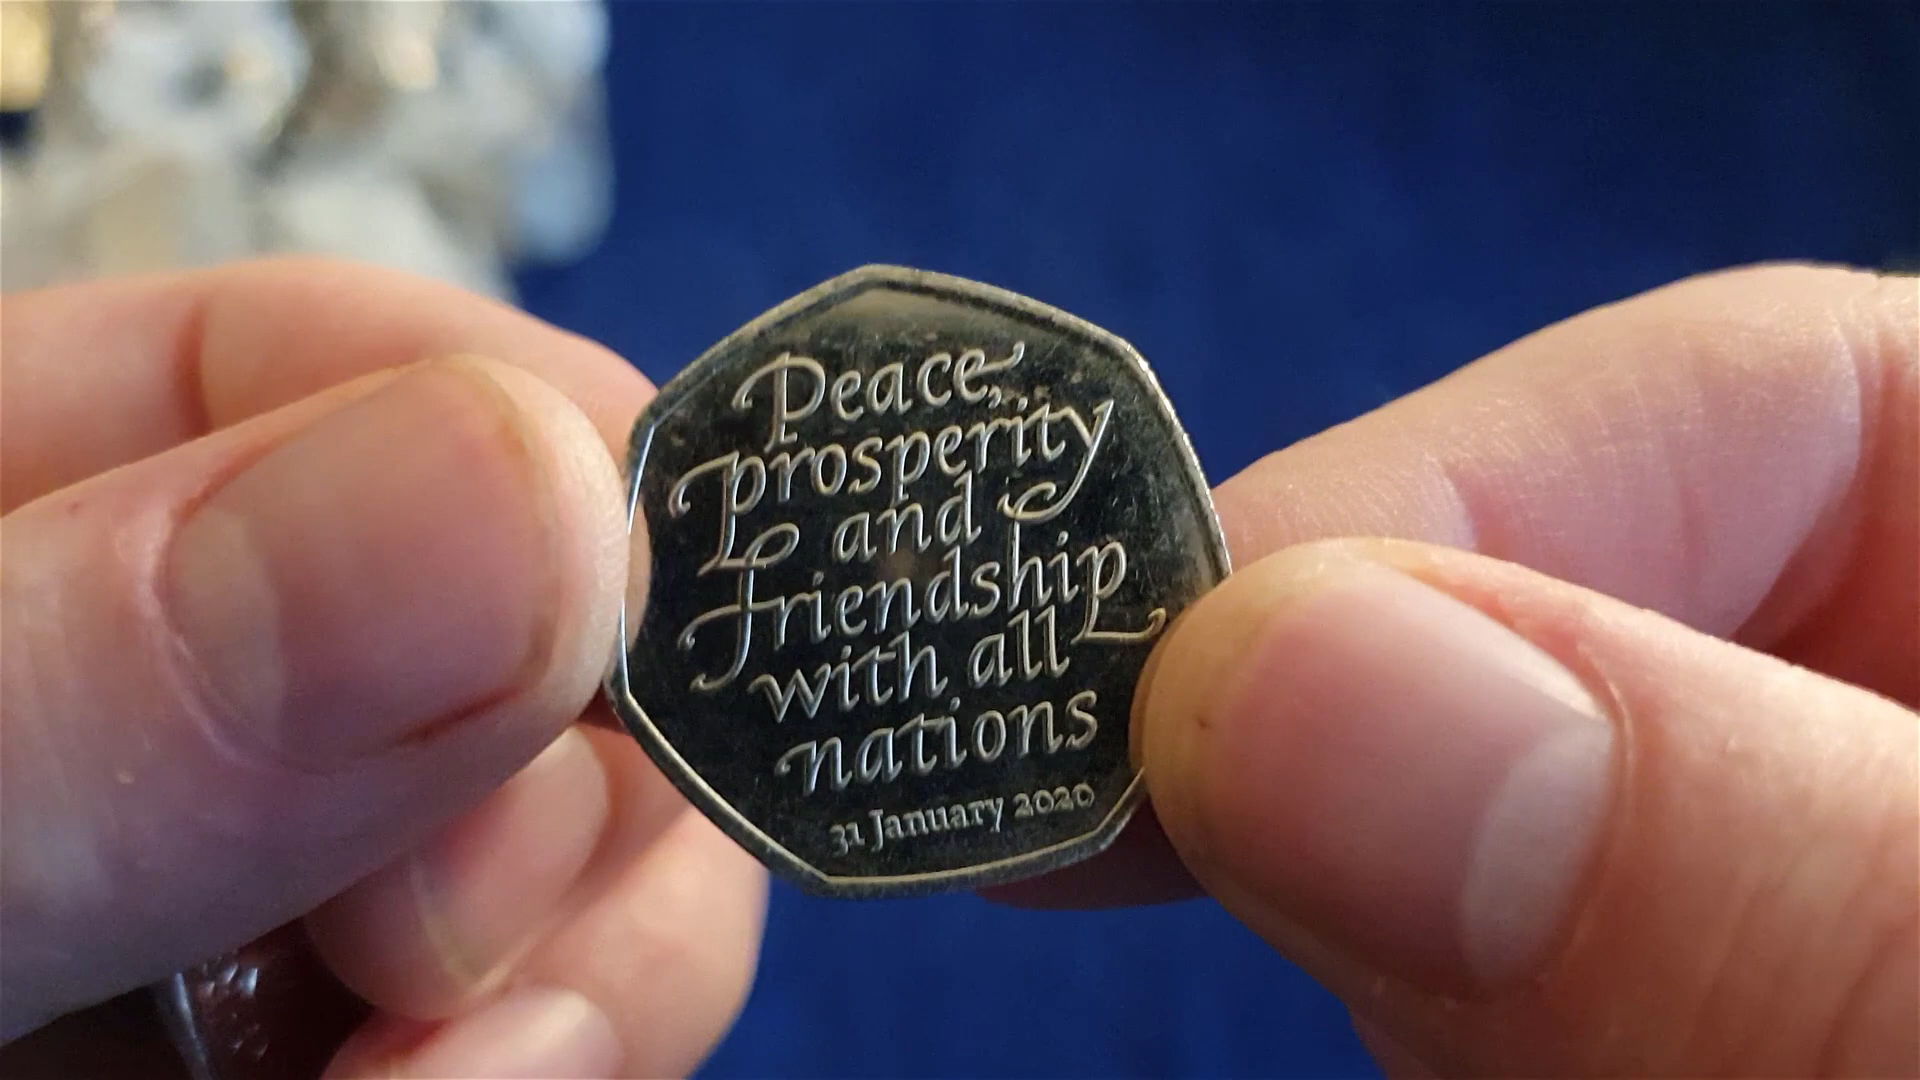 Peace,
prosperity
and
friendship
with all
nations
31 January 2020